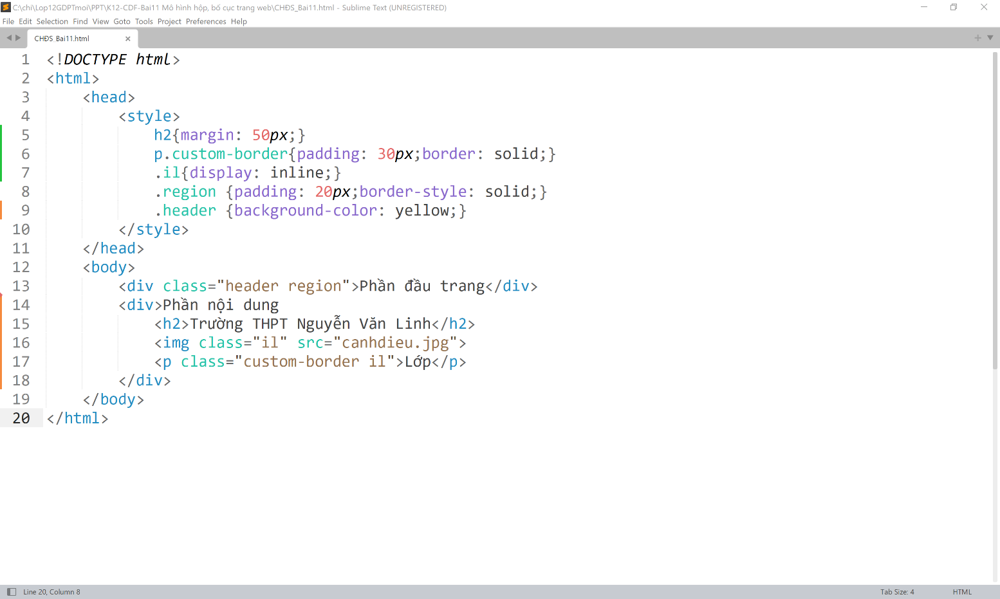 C:\chi\Lop12GDPTmoi\PPT\K12-CDF-Bai11 Mô hình hộp, bố cục trang web\CHĐS_Bai11.html - Sublime Text (UNREGISTERED)
File Edit Selection Find View Goto Tools Project Preferences Help
CHĐS_Bai11.html
1 <!DOCTYPE html>
2 <html>
3     <head>
4         <style>
5             h2{margin: 50px;}
6             p.custom-border{padding: 30px;border: solid;}
7             .il{display: inline;}
8             .region {padding: 20px;border-style: solid;}
9             .header {background-color: yellow;}
10         </style>
11     </head>
12     <body>
13         <div class="header region">Phần đầu trang</div>
14         <div>Phần nội dung
15             <h2>Trường THPT Nguyễn Văn Linh</h2>
16             <img class="il" src="canhdieu.jpg">
17             <p class="custom-border il">Lớp</p>
18         </div>
19     </body>
20 </html>
Line 20, Column 8 Tab Size: 4 HTML